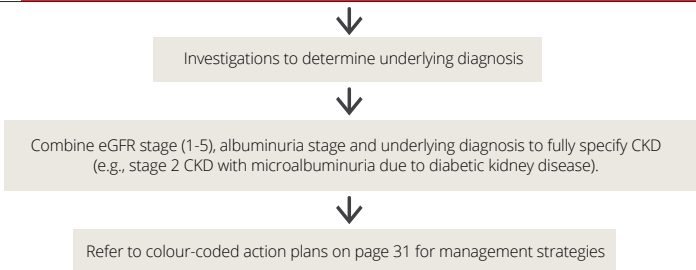 Investigations to determine underlying diagnosis
Combine eGFR stage (1-5), albuminuria stage and underlying diagnosis to fully specify CKD
(e.g., stage 2 CKD with microalbuminuria due to diabetic kidney disease).
Refer to colour-coded action plans on page 31 for management strategies